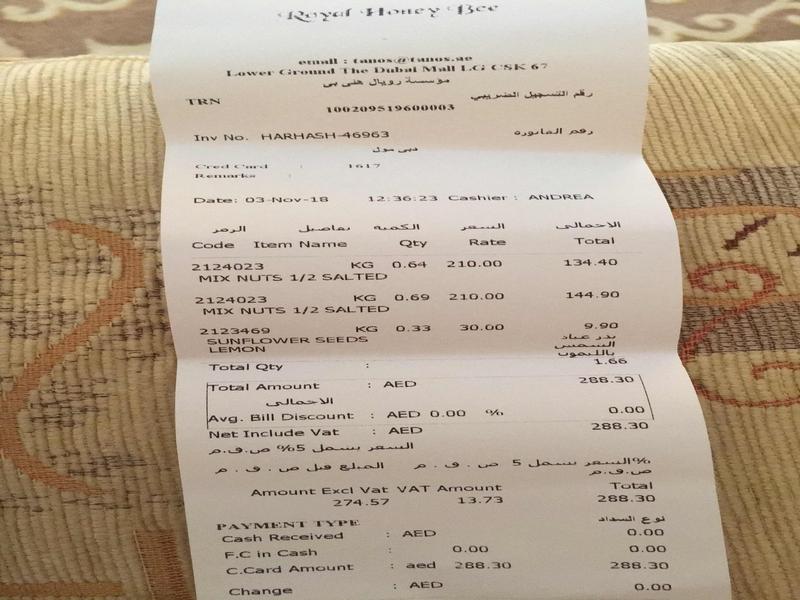 Royal Honey Bee
email : tanos@tanos.ae
Lower Ground The Dubai Mall LG CSK 67
مؤسسة رويال هني بي
TRN رقم التسجيل الضريبي
100209519600003
Inv No. HARHASH-46963 رقم الفاتورة
دبي مول
Cred Card : 1617
Remarks :
Date: 03-Nov-18 12:36:23 Cashier : ANDREA
الرمز تفاصيل الكمية السعر الاجمالى
Code Item Name Qty Rate Total
2124023 KG 0.64 210.00 134.40
MIX NUTS 1/2 SALTED
2124023 KG 0.69 210.00 144.90
MIX NUTS 1/2 SALTED
2123469 KG 0.33 30.00 9.90
SUNFLOWER SEEDS بذر عباد
LEMON الشمس
بالليمون
Total Qty : 1.66
Total Amount : AED 288.30
الاجمالى
Avg. Bill Discount : AED 0.00 % 0.00
Net Include Vat : AED 288.30
السعر يشمل 5% ض.ق.م
المبلغ قبل ض . ق . م السعر يشمل 5 ض . ق . م%
ض.ق.م
Amount Excl Vat VAT Amount Total
274.57 13.73 288.30
PAYMENT TYPE نوع السداد
Cash Received : AED 0.00
F.C in Cash : 0.00 0.00
C.Card Amount : aed 288.30 288.30
Change : AED 0.00